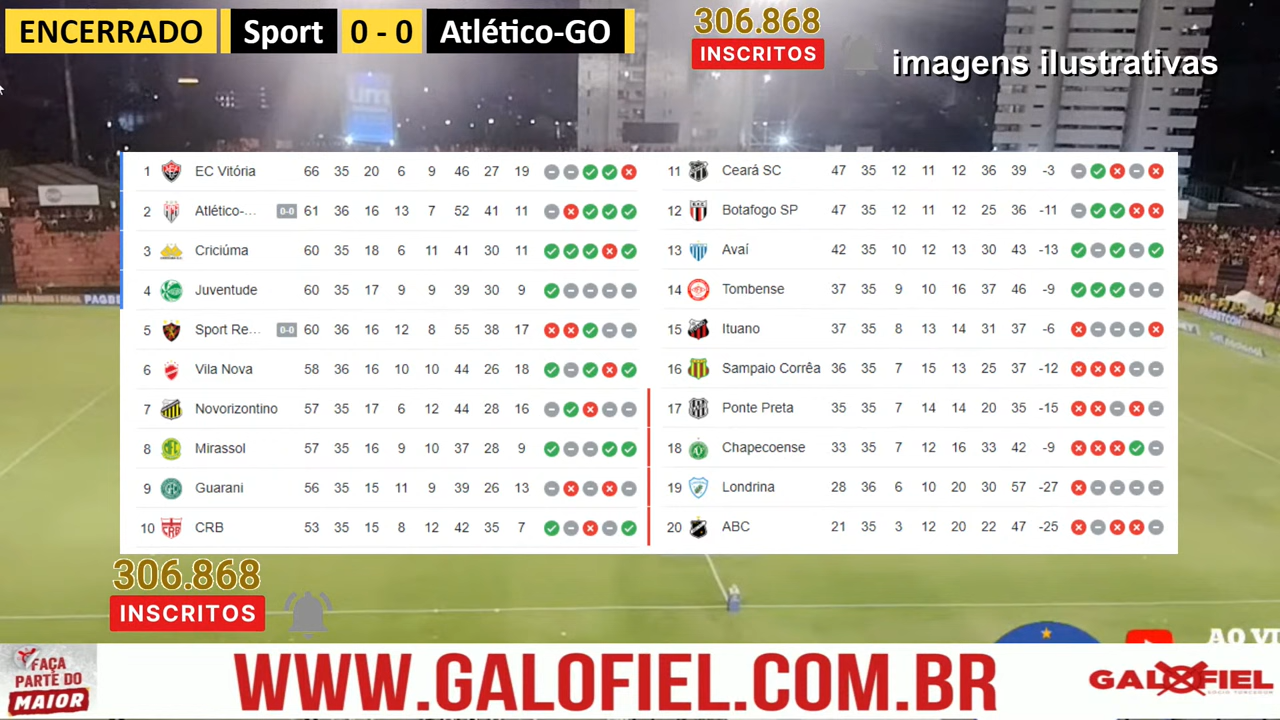 ENCERRADO Sport 0 - 0 Atlético-GO
306.868
INSCRITOS
imagens ilustrativas
1 EC Vitória 66 35 20 6 9 46 27 19
2 Atlético-... 0-0 61 36 16 13 7 52 41 11
3 Criciúma 60 35 18 6 11 41 30 11
4 Juventude 60 35 17 9 9 39 30 9
5 Sport Re... 0-0 60 36 16 12 8 55 38 17
6 Vila Nova 58 36 16 10 10 44 26 18
7 Novorizontino 57 35 17 6 12 44 28 16
8 Mirassol 57 35 16 9 10 37 28 9
9 Guarani 56 35 15 11 9 39 26 13
10 CRB 53 35 15 8 12 42 35 7
11 Ceará SC 47 35 12 11 12 36 39 -3
12 Botafogo SP 47 35 12 11 12 25 36 -11
13 Avaí 42 35 10 12 13 30 43 -13
14 Tombense 37 35 9 10 16 37 46 -9
15 Ituano 37 35 8 13 14 31 37 -6
16 Sampaio Corrêa 36 35 7 15 13 25 37 -12
17 Ponte Preta 35 35 7 14 14 20 35 -15
18 Chapecoense 33 35 7 12 16 33 42 -9
19 Londrina 28 36 6 10 20 30 57 -27
20 ABC 21 35 3 12 20 22 47 -25
306.868
INSCRITOS
AO VI
FAÇA
PARTE DO
MAIOR
WWW.GALOFIEL.COM.BR
GALOFIEL